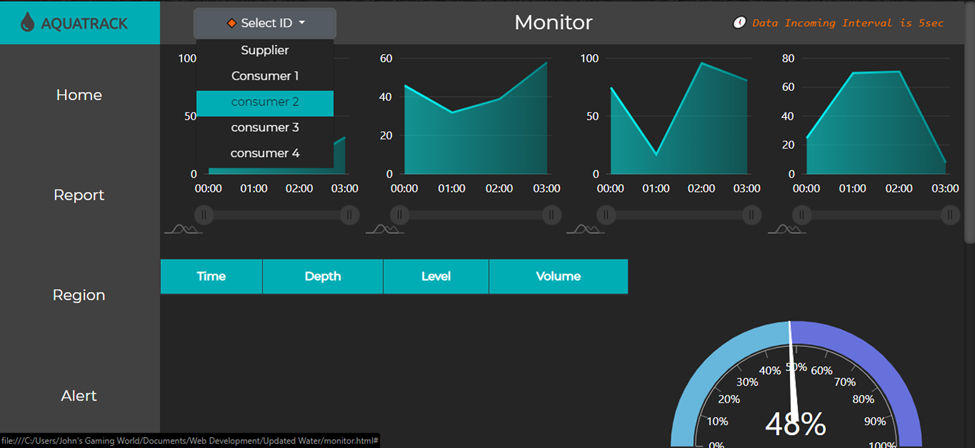 AQUATRACK
Select ID
Monitor
Data Incoming Interval is 5sec
Supplier
Consumer 1
consumer 2
consumer 3
consumer 4
Home
Report
Region
Alert
100
50
0
00:00 01:00 02:00 03:00
60
40
20
0
00:00 01:00 02:00 03:00
100
50
0
00:00 01:00 02:00 03:00
80
60
40
20
0
00:00 01:00 02:00 03:00
Time Depth Level Volume
0%
10%
20%
30%
40%
50%
60%
70%
80%
90%
100%
48%
file:///C:/Users/John's Gaming World/Documents/Web Development/Updated Water/monitor.html#